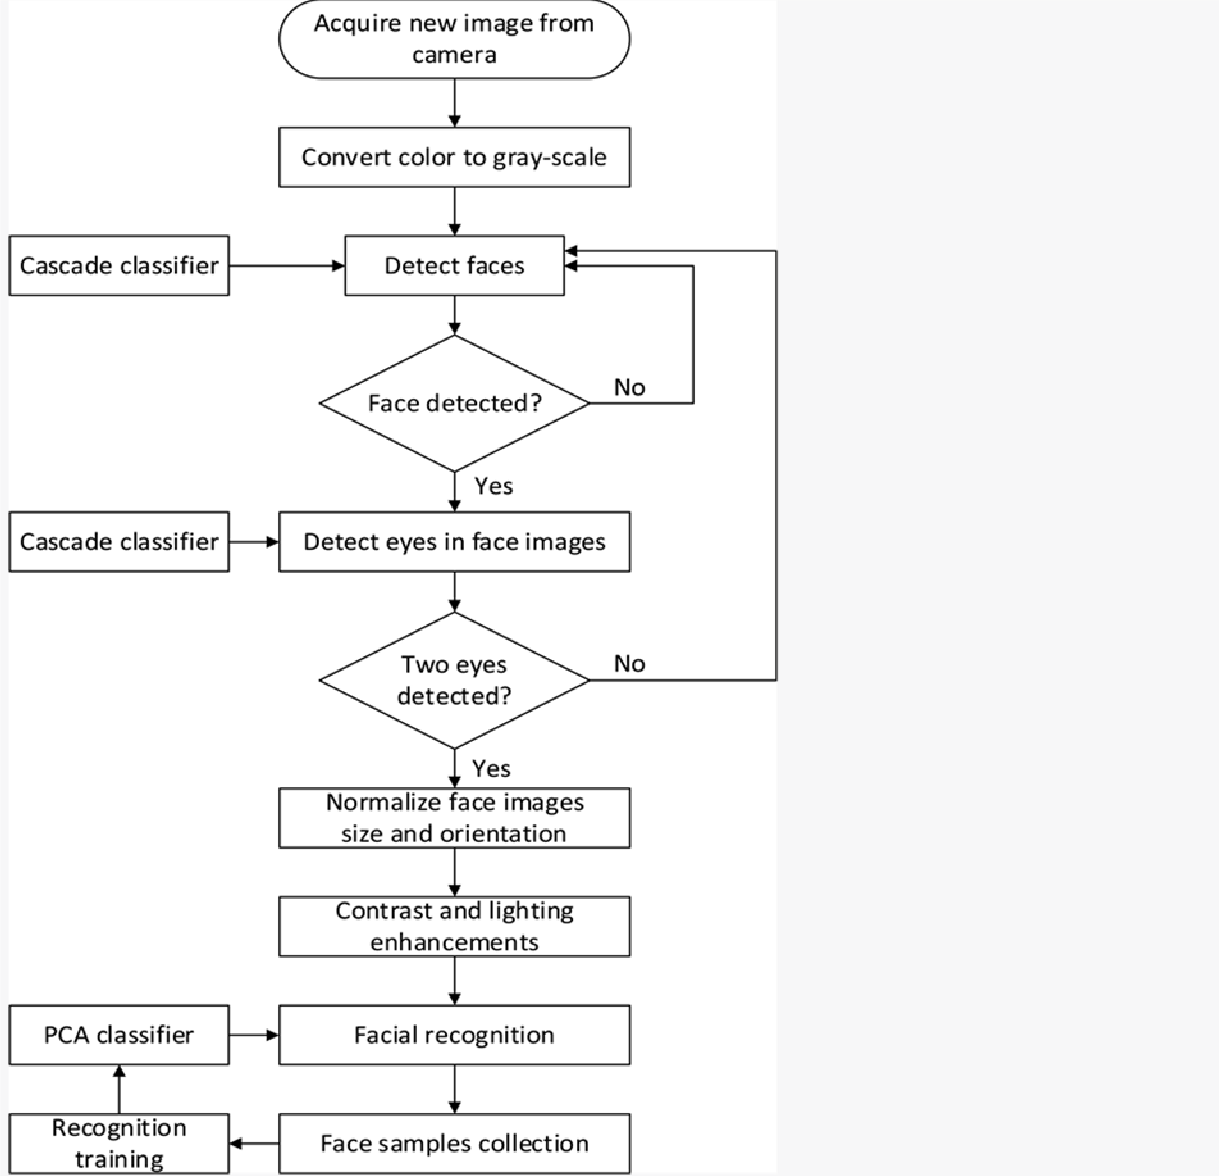 Acquire new image from
camera
Convert color to gray-scale
Cascade classifier
Detect faces
No
Face detected?
Yes
Cascade classifier
Detect eyes in face images
No
Two eyes
detected?
Yes
Normalize face images
size and orientation
Contrast and lighting
enhancements
PCA classifier
Facial recognition
Recognition
training
Face samples collection